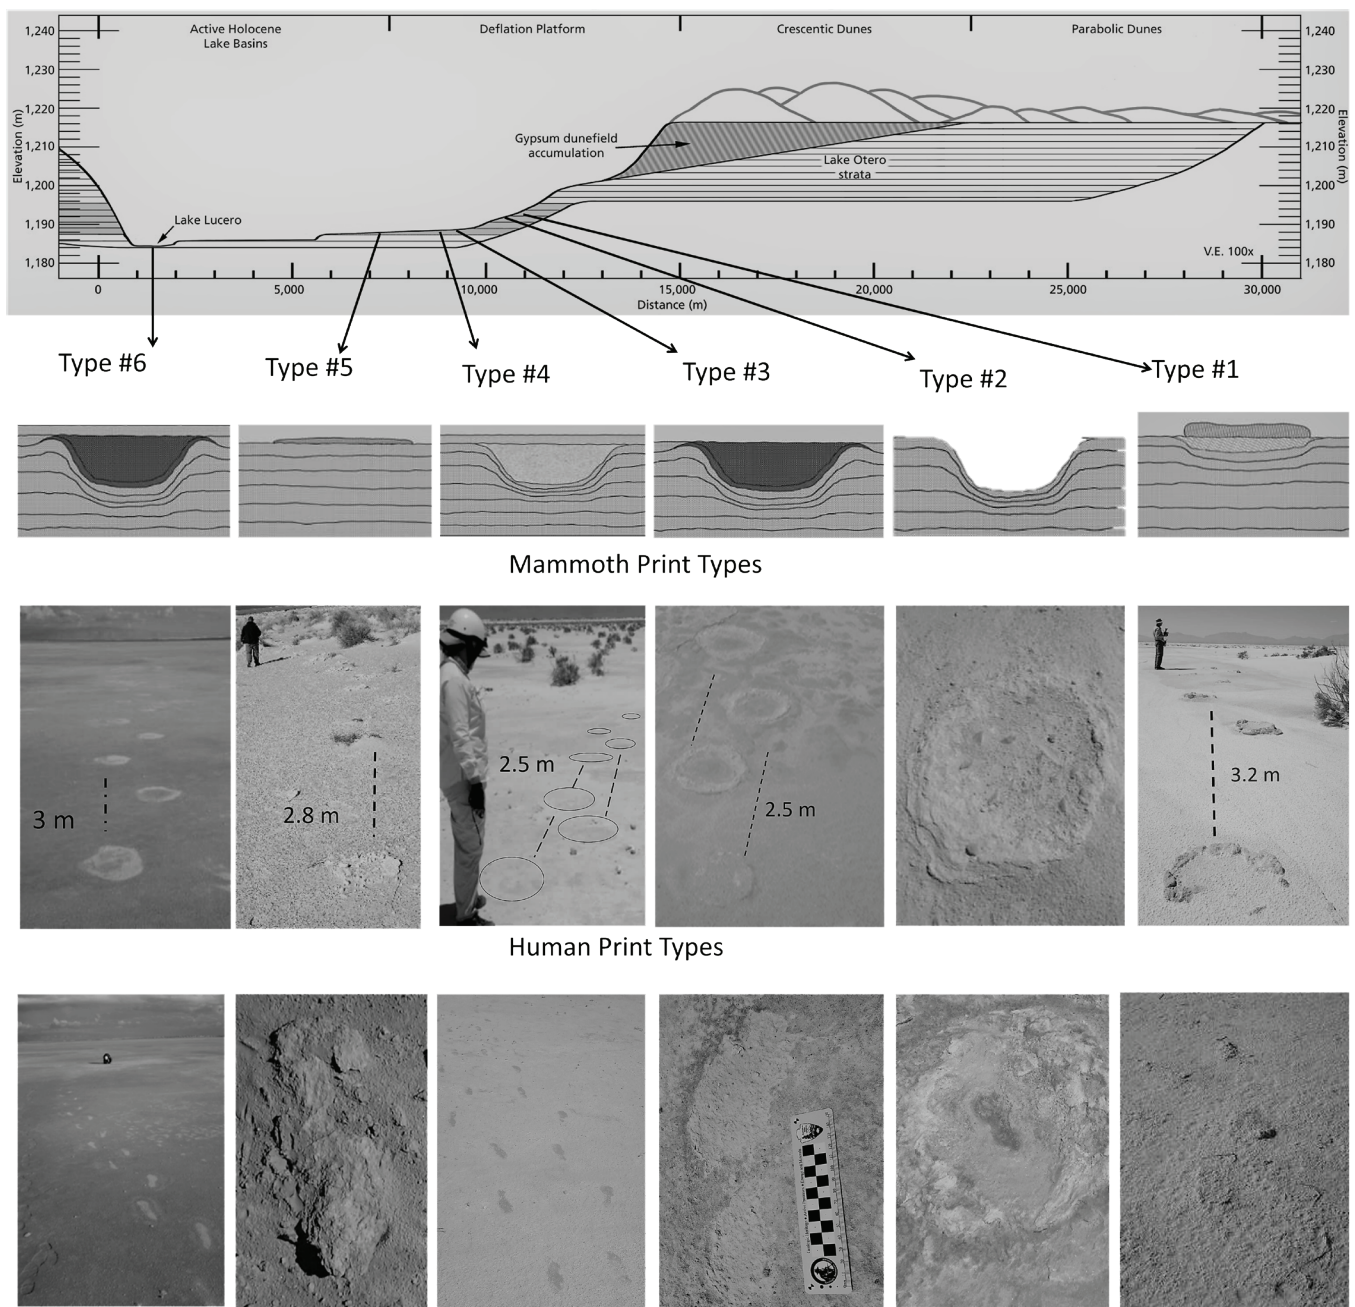 Active Holocene
Lake Basins
Deflation Platform
Crescentic Dunes
Parabolic Dunes
1,240
1,230
1,220
1,210
1,200
1,190
1,180
Elevation (m)
1,240
1,230
1,220
1,210
1,200
1,190
1,180
Elevation (m)
Gypsum dunefield
accumulation
Lake Otero
strata
Lake Lucero
V.E. 100x
0
5,000
10,000
15,000
20,000
25,000
30,000
Distance (m)
Type #6
Type #5
Type #4
Type #3
Type #2
Type #1
Mammoth Print Types
3 m
2.8 m
2.5 m
2.5 m
3.2 m
Human Print Types